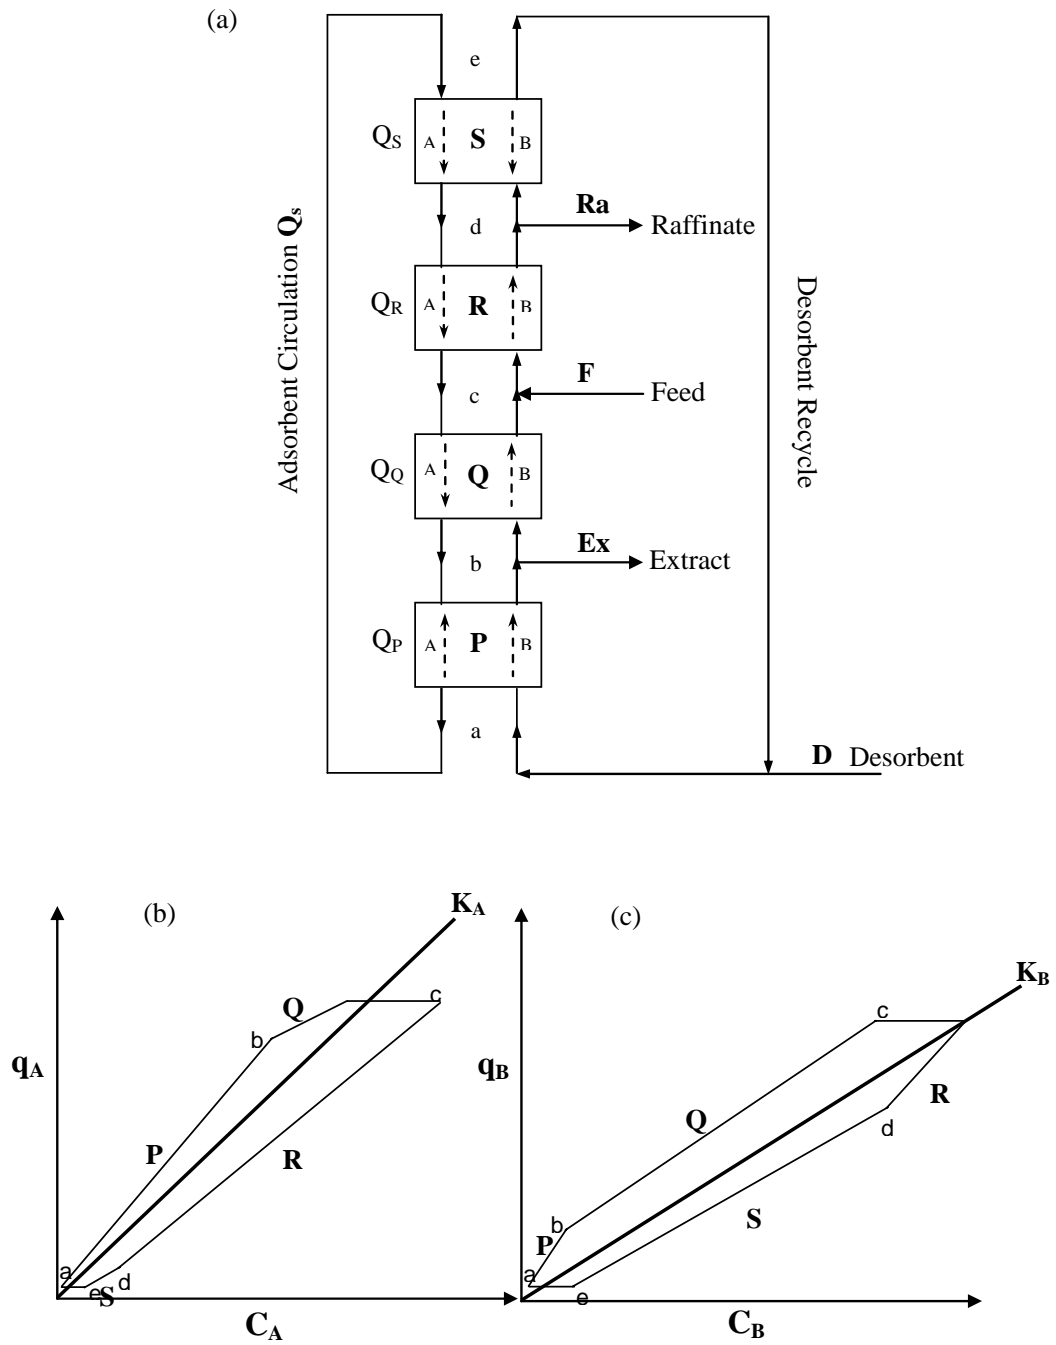 (a)
e
Q_S A S B
Ra
Raffinate
d
Q_R A R B
F
Feed
c
Q_Q A Q B
Ex
Extract
b
Q_P A P B
a
D Desorbent
Adsorbent Circulation Q_s
Desorbent Recycle
(b)
K_A
c
Q
b
q_A
P
R
a
d
e
S
C_A
(c)
K_B
c
q_B
R
Q
d
b
S
P
a
e
C_B